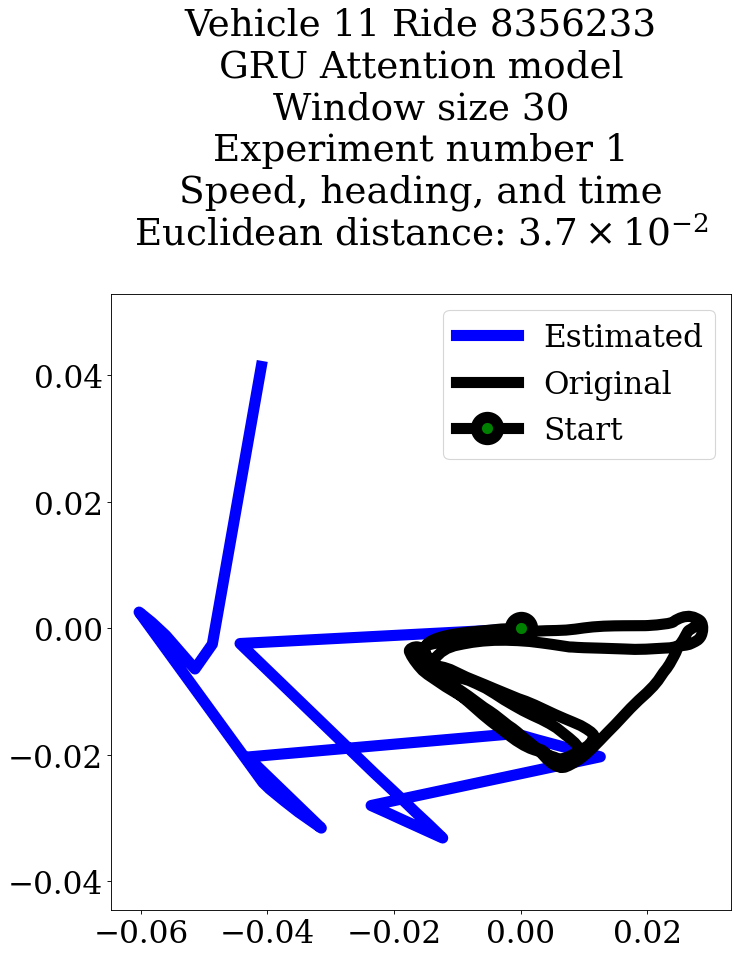 Vehicle 11 Ride 8356233
GRU Attention model
Window size 30
Experiment number 1
Speed, heading, and time
Euclidean distance: 3.7 × 10⁻²
Estimated
Original
Start
0.04
0.02
0.00
−0.02
−0.04
−0.06 −0.04 −0.02 0.00 0.02